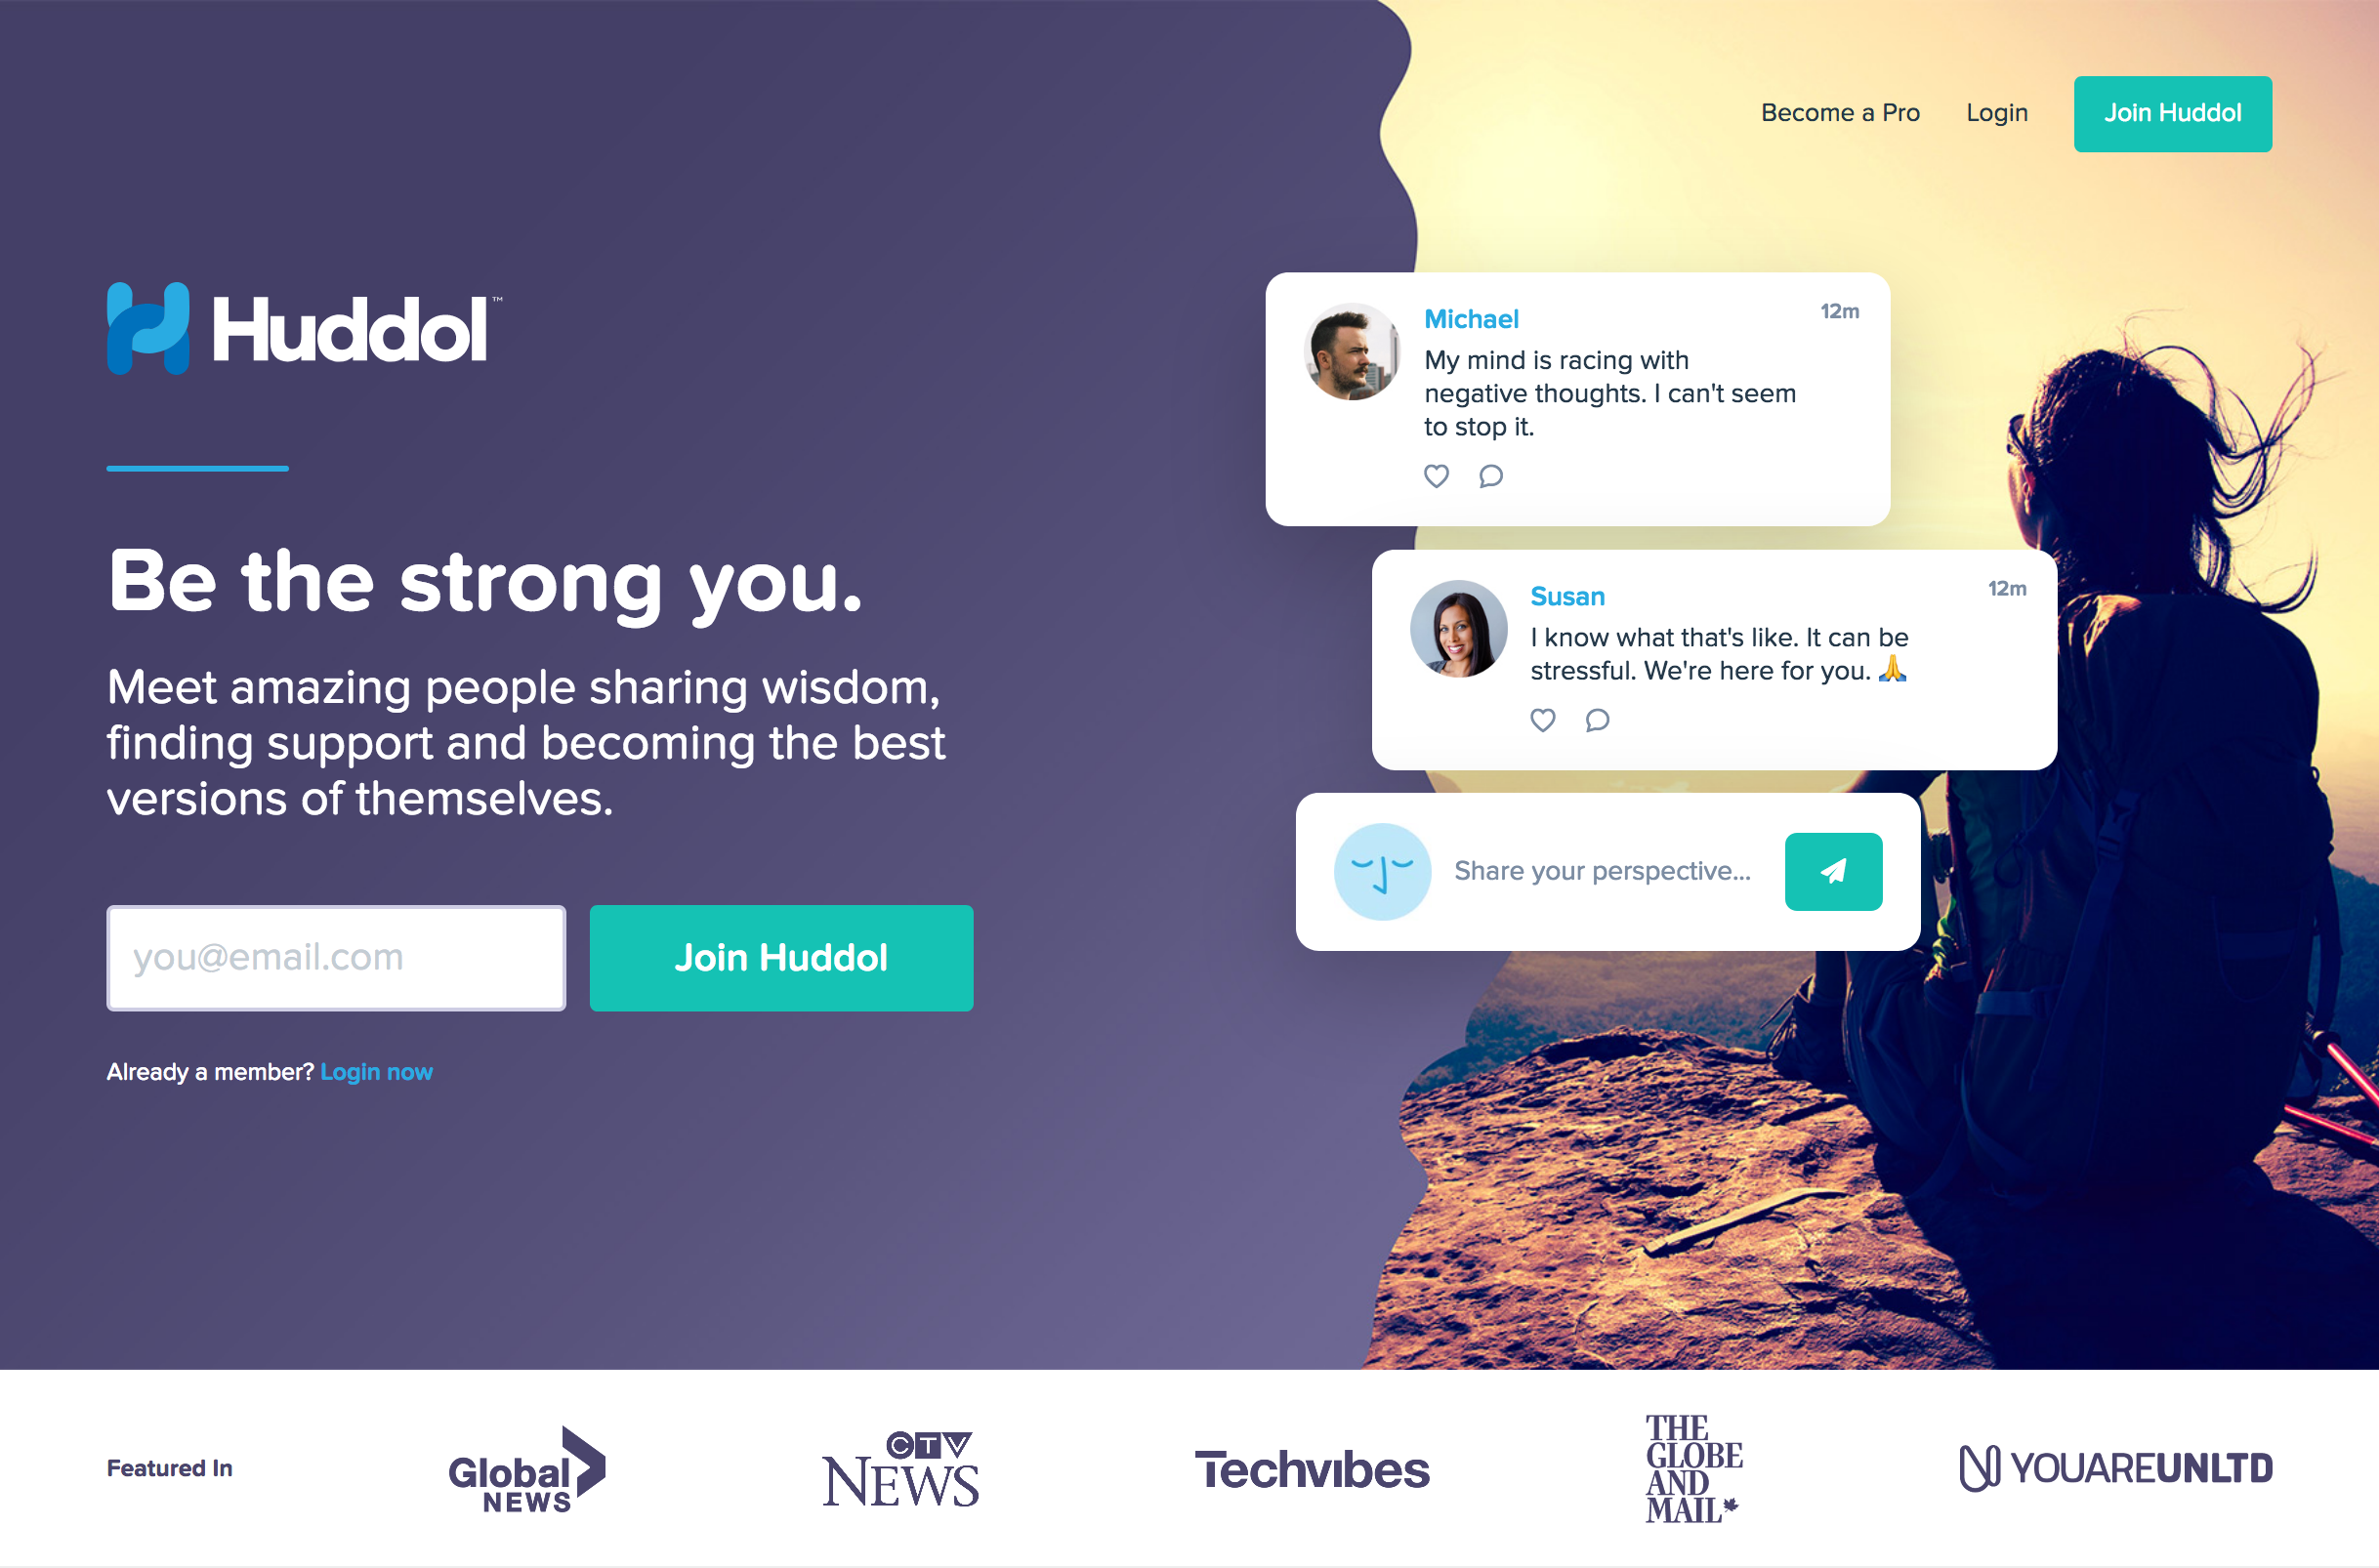 Become a Pro
Login
Join Huddol
Huddol™
Be the strong you.
Meet amazing people sharing wisdom,
finding support and becoming the best
versions of themselves.
you@email.com
Join Huddol
Already a member? Login now
Michael
12m
My mind is racing with
negative thoughts. I can't seem
to stop it.
Susan
12m
I know what that's like. It can be
stressful. We're here for you. 🙏
Share your perspective...
Featured In
Global
NEWS
CTV
NEWS
Techvibes
THE
GLOBE
AND
MAIL
YOUAREUNLTD